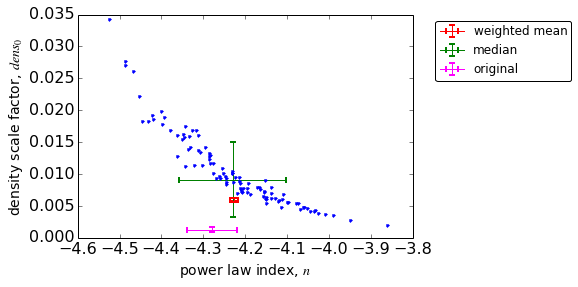 0.035
0.030
0.025
0.020
0.015
0.010
0.005
0.000
density scale factor, dens₀
−4.6 −4.5 −4.4 −4.3 −4.2 −4.1 −4.0 −3.9 −3.8
power law index, n
weighted mean
median
original